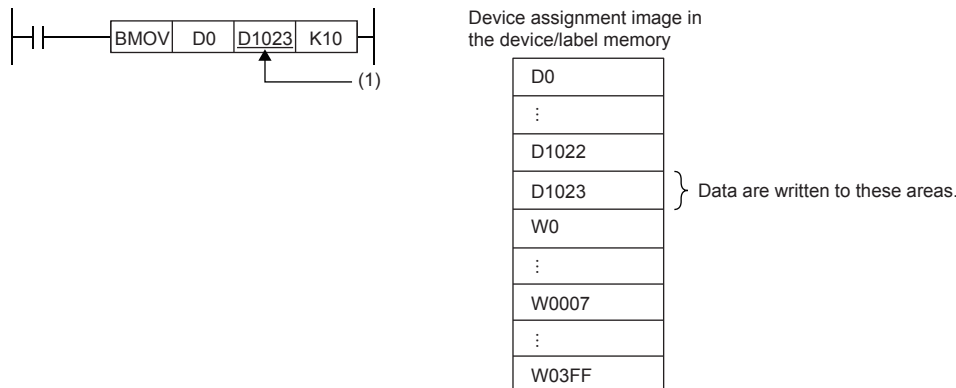 BMOV D0 D1023 K10
(1)
Device assignment image in
the device/label memory
D0
⋮
D1022
D1023
Data are written to these areas.
W0
⋮
W0007
⋮
W03FF